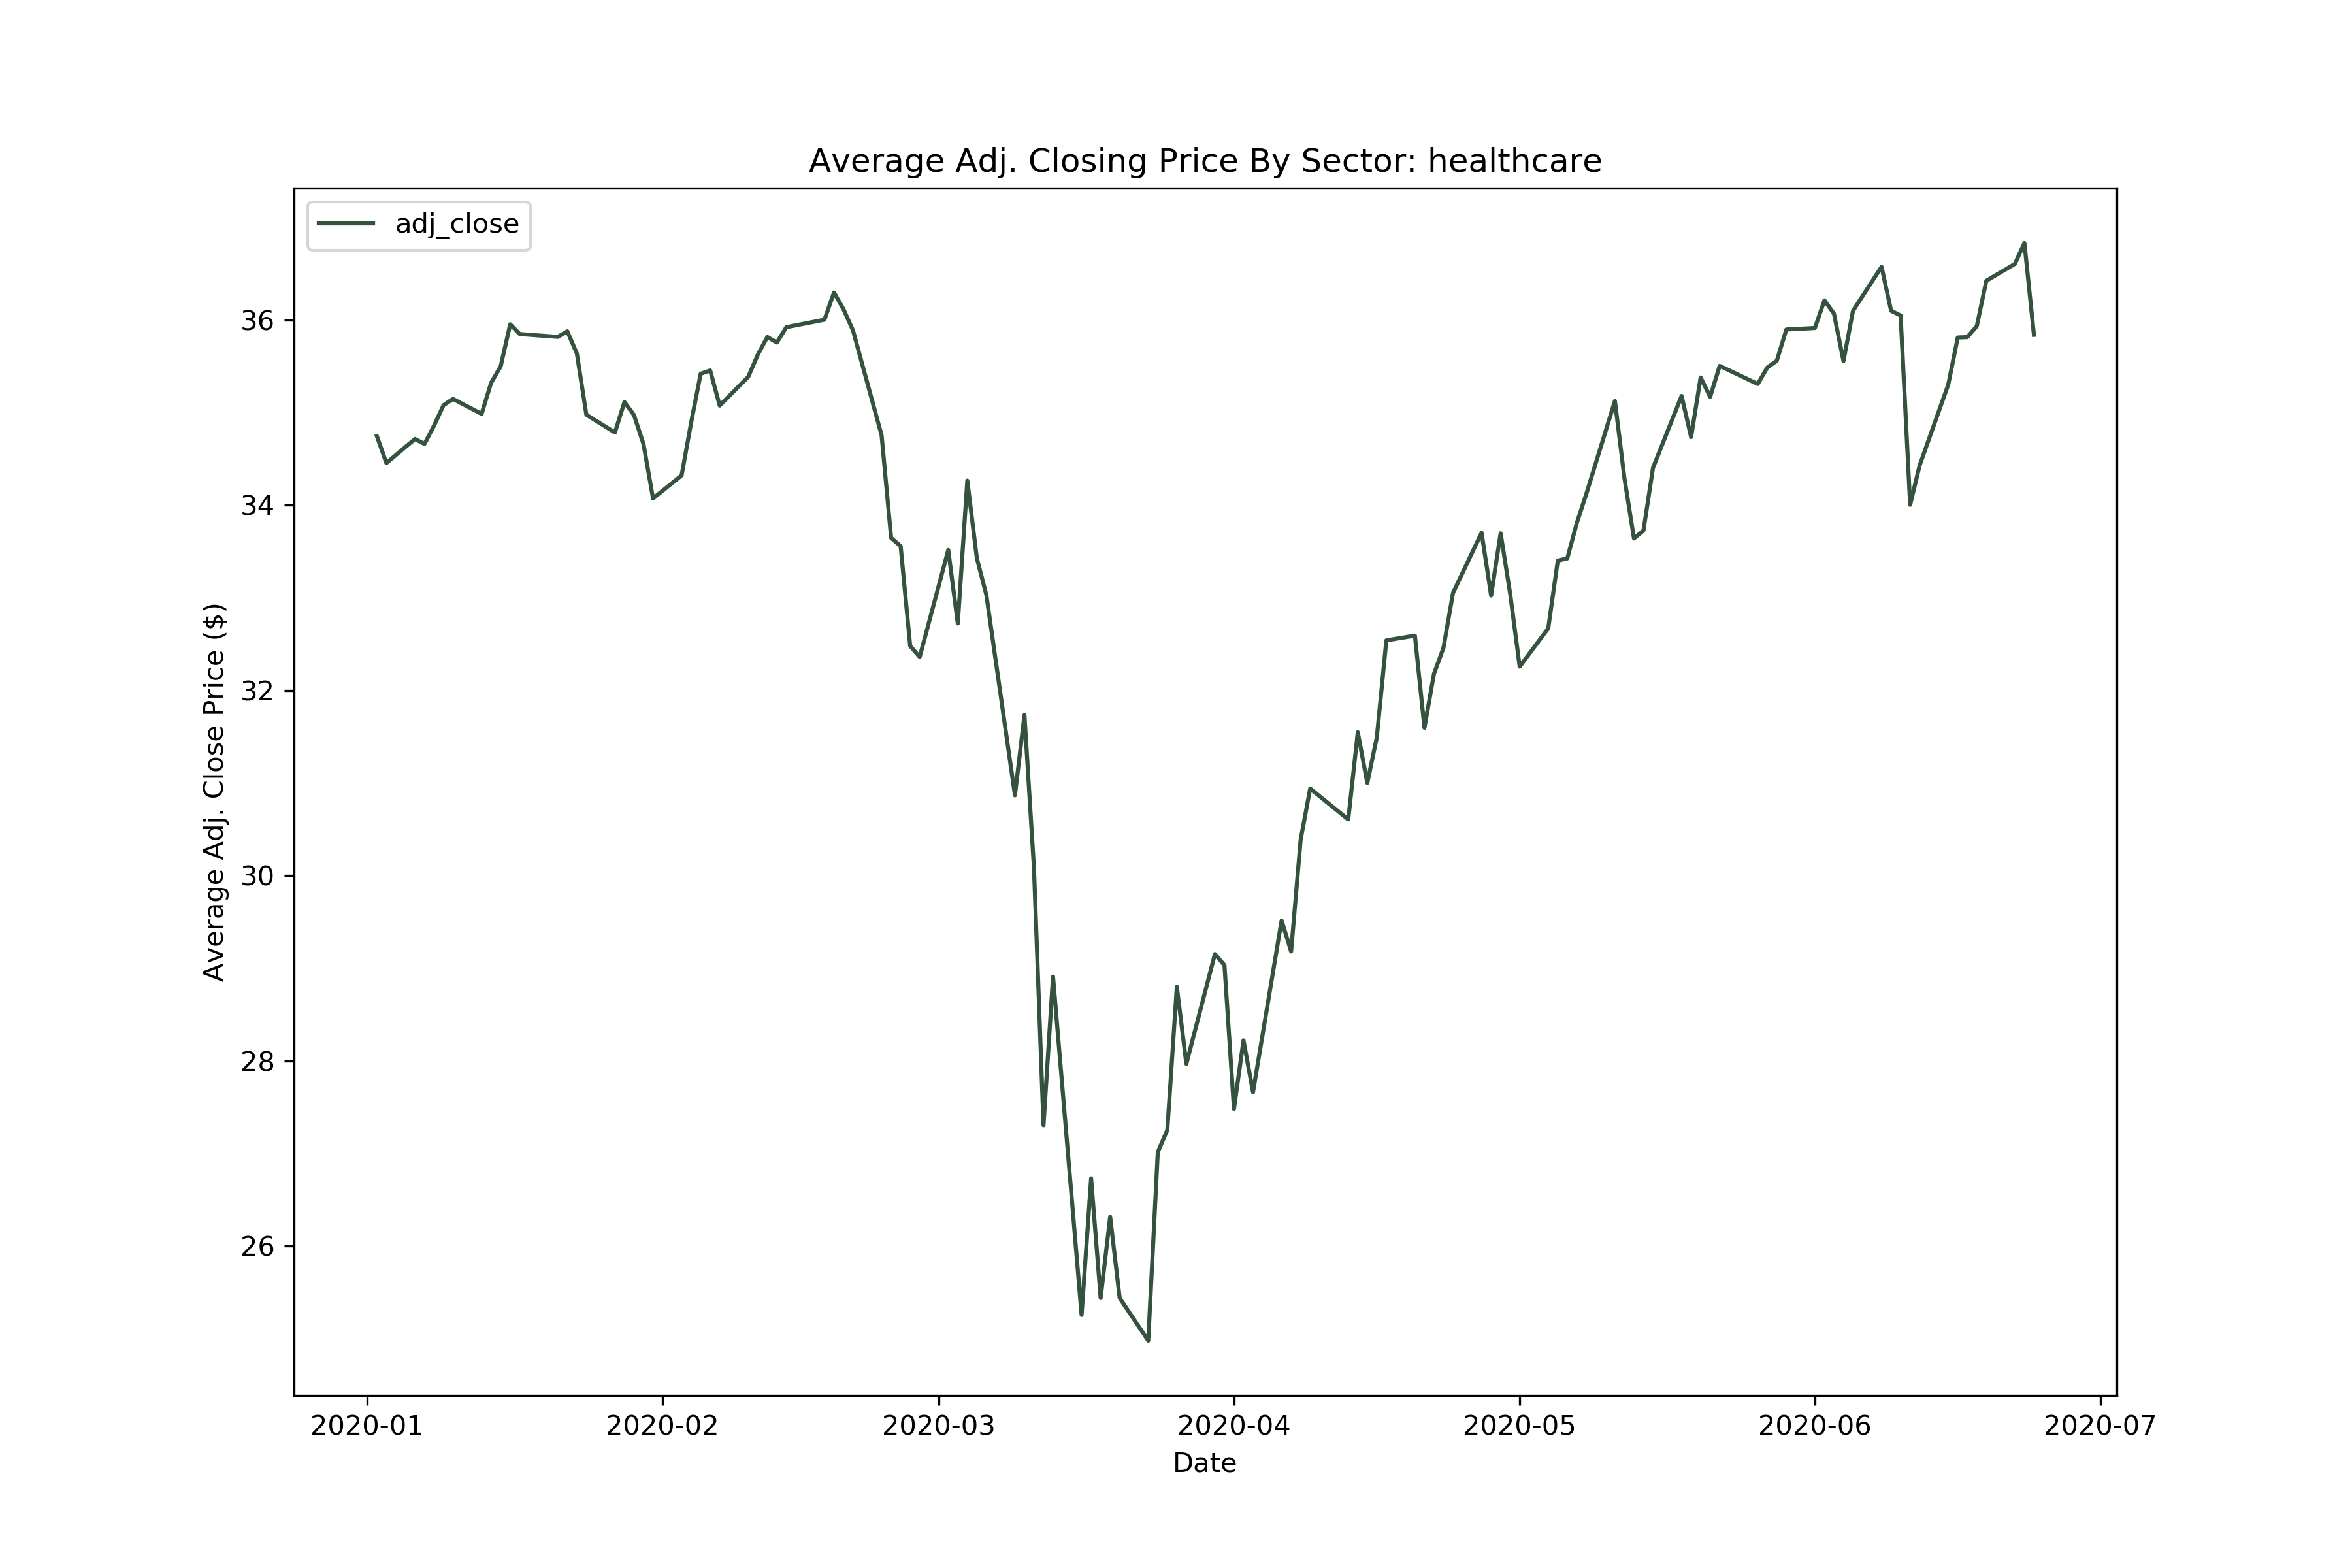 Average Adj. Closing Price By Sector: healthcare
adj_close
Average Adj. Close Price ($)
36
34
32
30
28
26
2020-01 2020-02 2020-03 2020-04 2020-05 2020-06 2020-07
Date